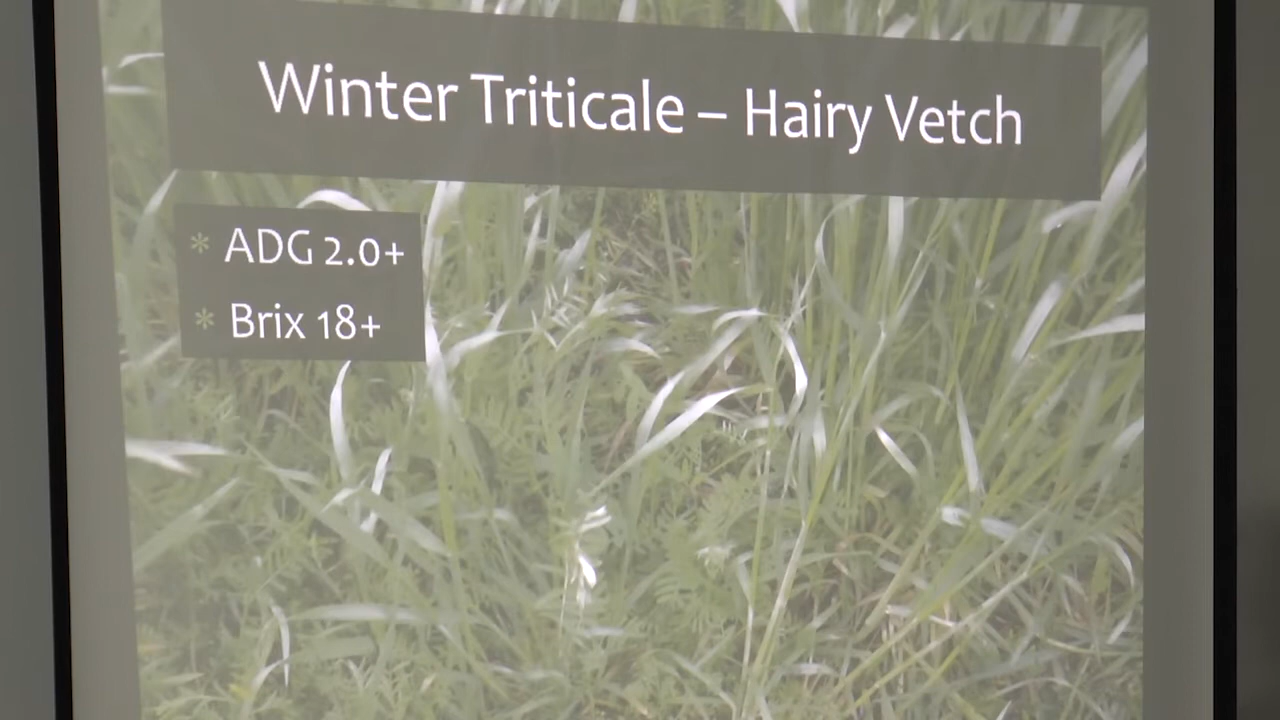 Winter Triticale – Hairy Vetch
* ADG 2.0+
* Brix 18+